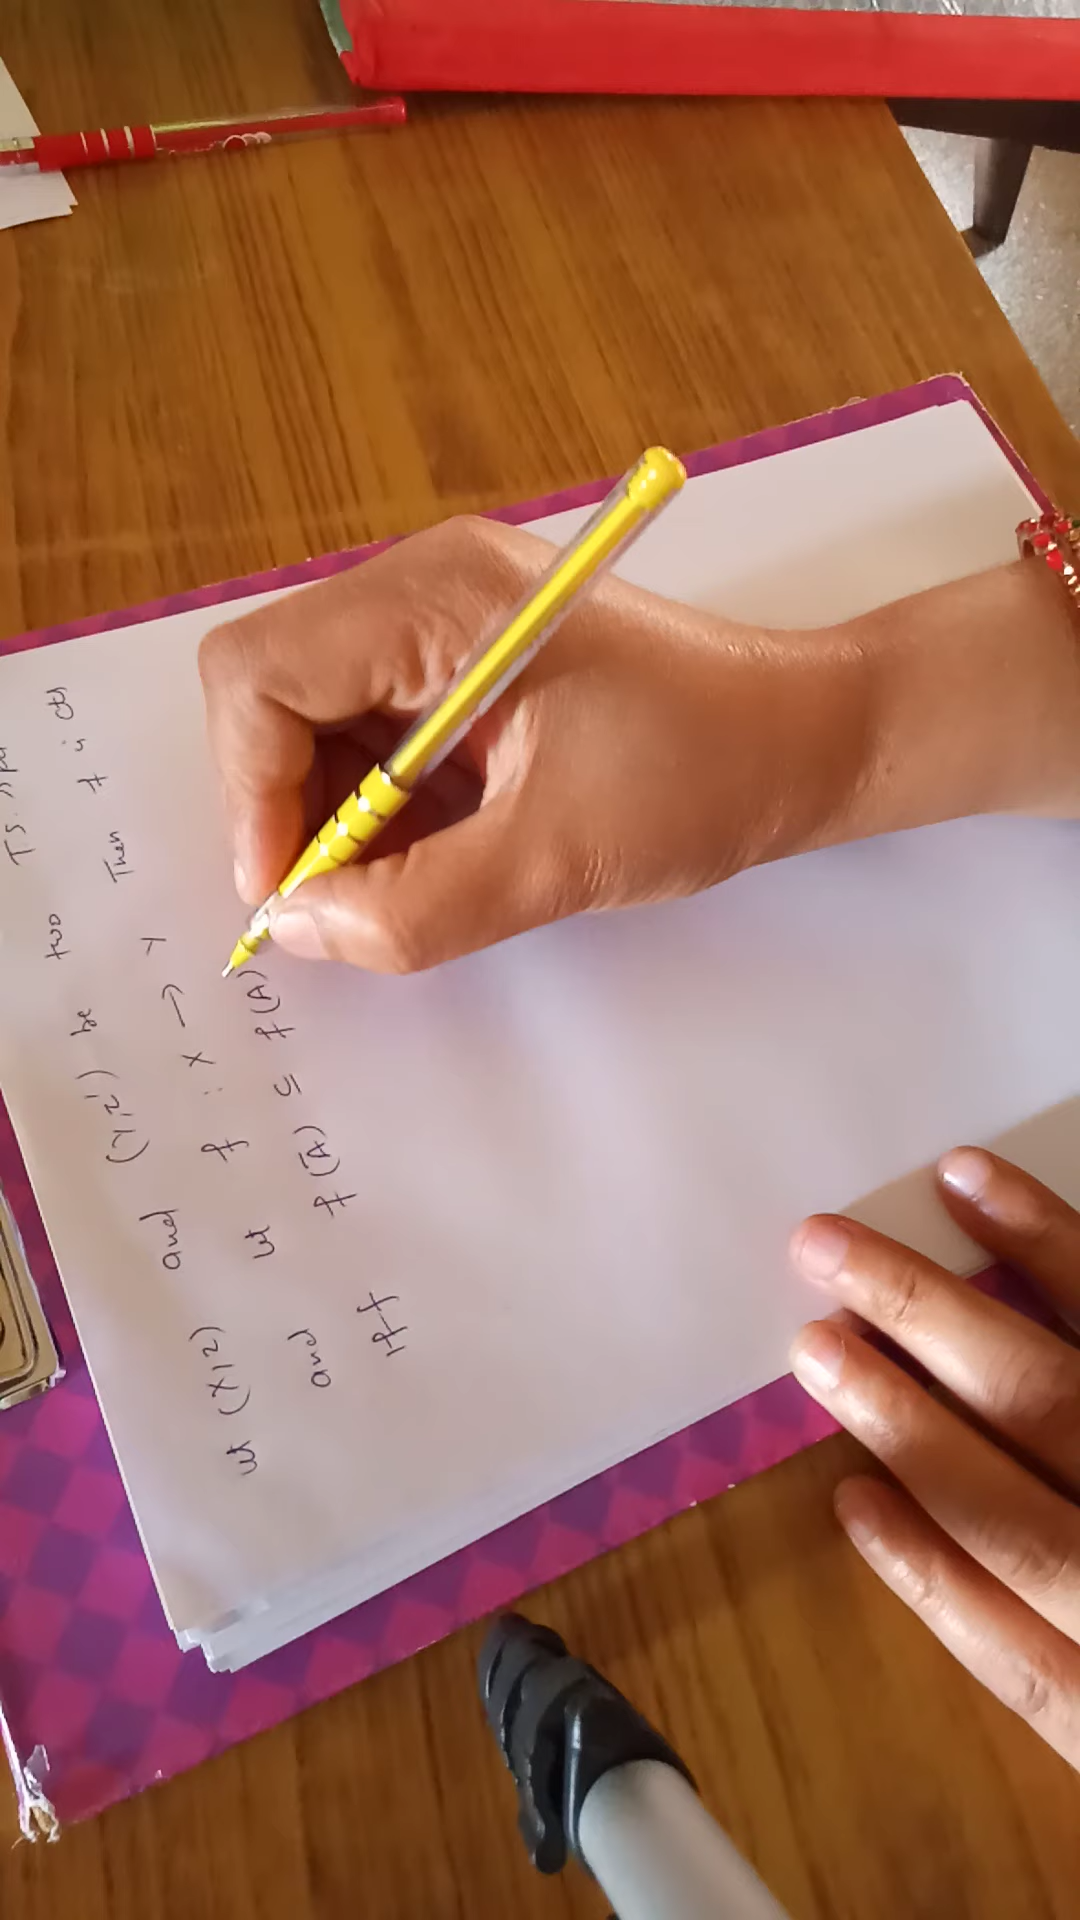 let (X,τ) and (Y,τ') be two T.S.
and let f : X → Y Then f is cts
iff f(Ā) ⊆ f(A)